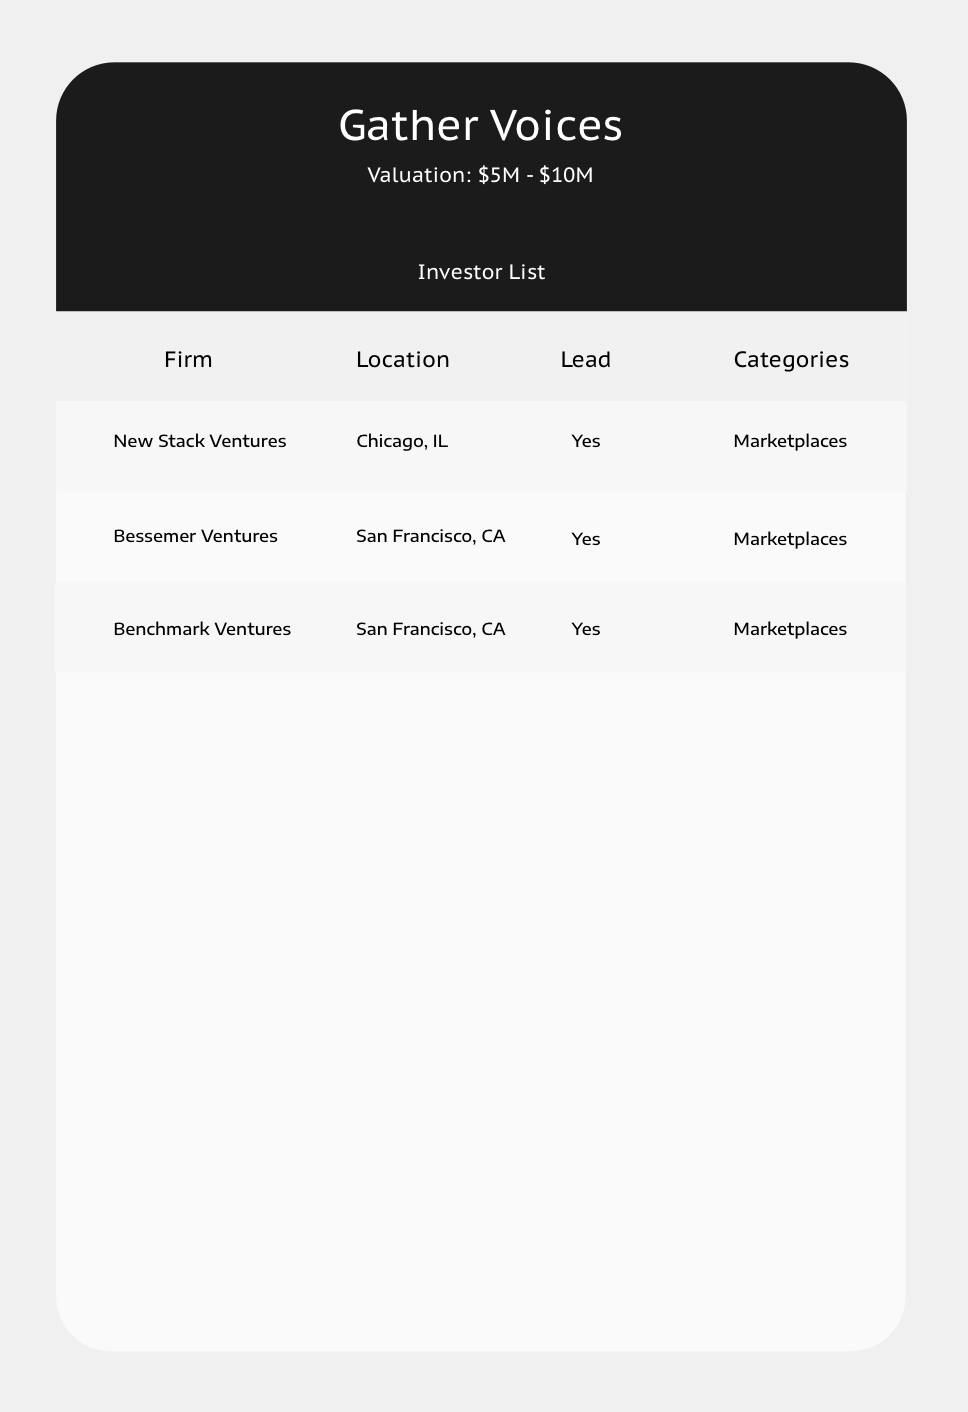 Gather Voices
Valuation: $5M - $10M
Investor List
Firm Location Lead Categories
New Stack Ventures Chicago, IL Yes Marketplaces
Bessemer Ventures San Francisco, CA Yes Marketplaces
Benchmark Ventures San Francisco, CA Yes Marketplaces